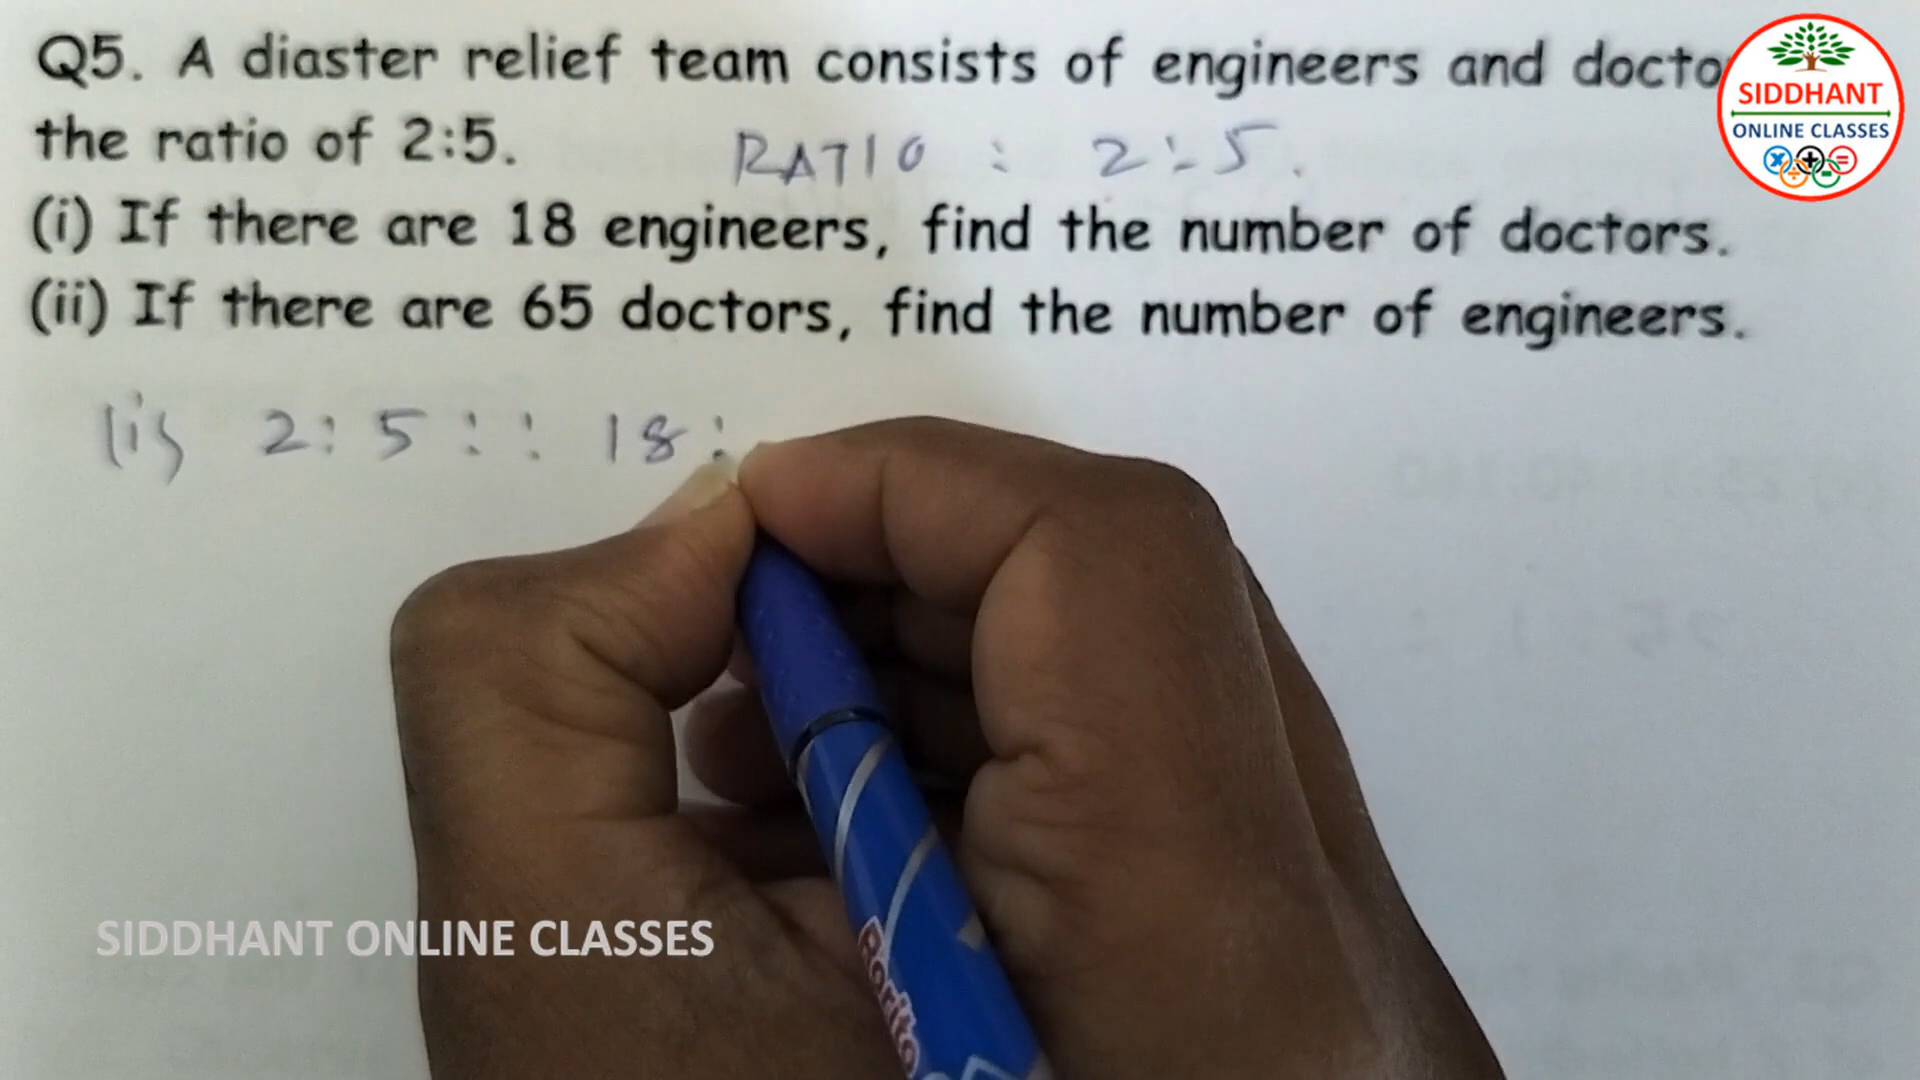 Q5. A diaster relief team consists of engineers and docto
the ratio of 2:5.
RATIO : 2:5.
(i) If there are 18 engineers, find the number of doctors.
(ii) If there are 65 doctors, find the number of engineers.
(i) 2 : 5 : : 18 :
SIDDHANT
ONLINE CLASSES
SIDDHANT ONLINE CLASSES
Rorito